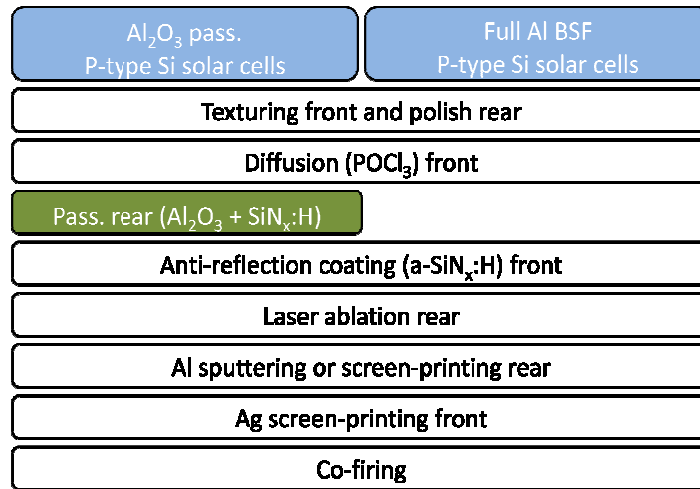 Al₂O₃ pass.
P-type Si solar cells
Full Al BSF
P-type Si solar cells
Texturing front and polish rear
Diffusion (POCl₃) front
Pass. rear (Al₂O₃ + SiNₓ:H)
Anti-reflection coating (a-SiNₓ:H) front
Laser ablation rear
Al sputtering or screen-printing rear
Ag screen-printing front
Co-firing